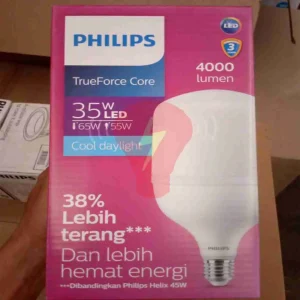 PHILIPS
LED
3
TrueForce Core
4000
lumen
35W
LED
65W 55W
Cool daylight
38%
Lebih
terang***
Dan lebih
hemat energi
***Dibandingkan Philips Helix 45W
PHILIPS